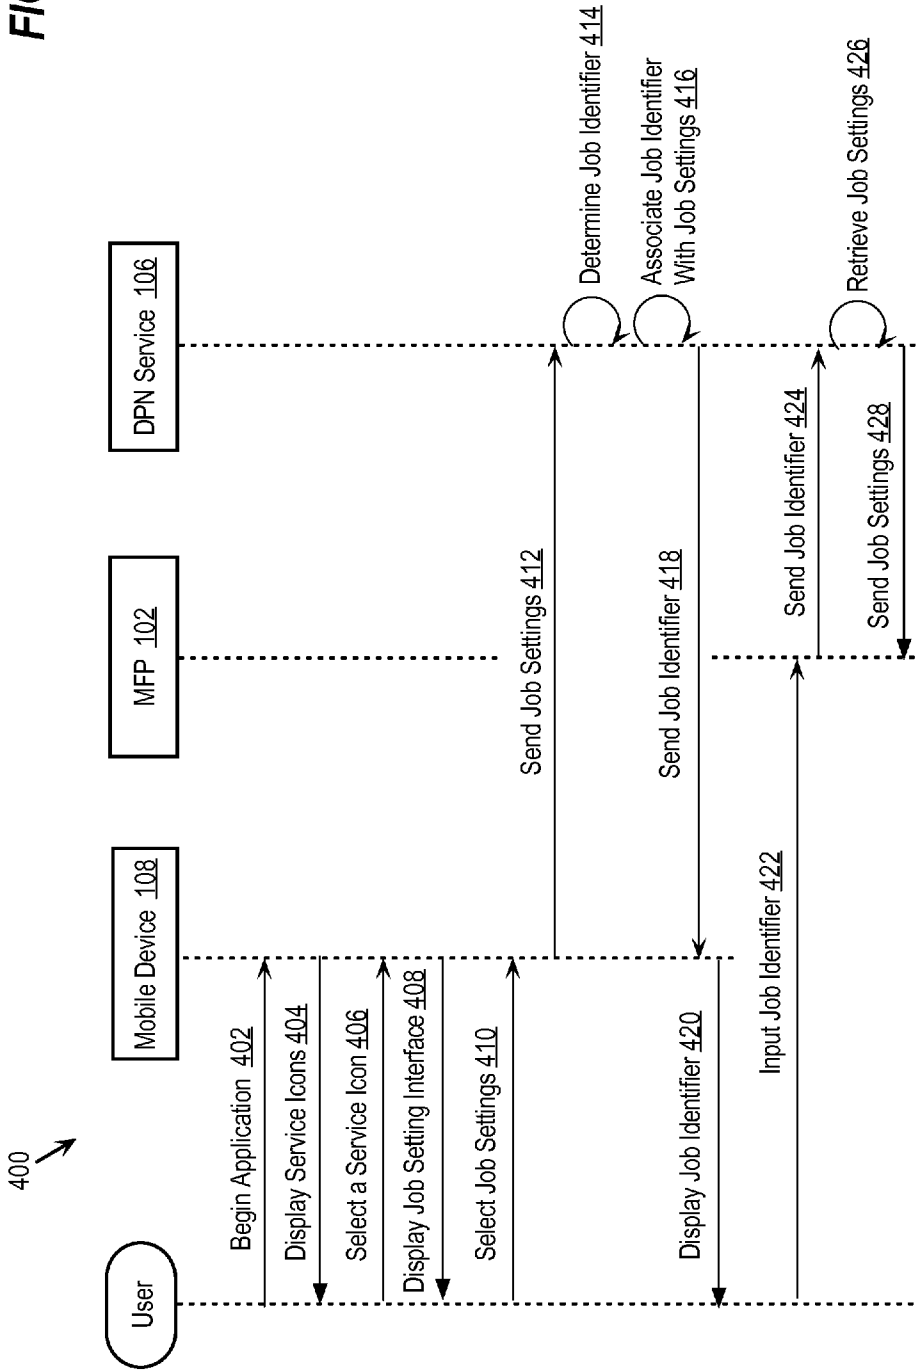 FIG
400
User
Mobile Device 108
MFP 102
DPN Service 106
Begin Application 402
Display Service Icons 404
Select a Service Icon 406
Display Job Setting Interface 408
Select Job Settings 410
Send Job Settings 412
Determine Job Identifier 414
Associate Job Identifier
With Job Settings 416
Send Job Identifier 418
Display Job Identifier 420
Input Job Identifier 422
Send Job Identifier 424
Retrieve Job Settings 426
Send Job Settings 428